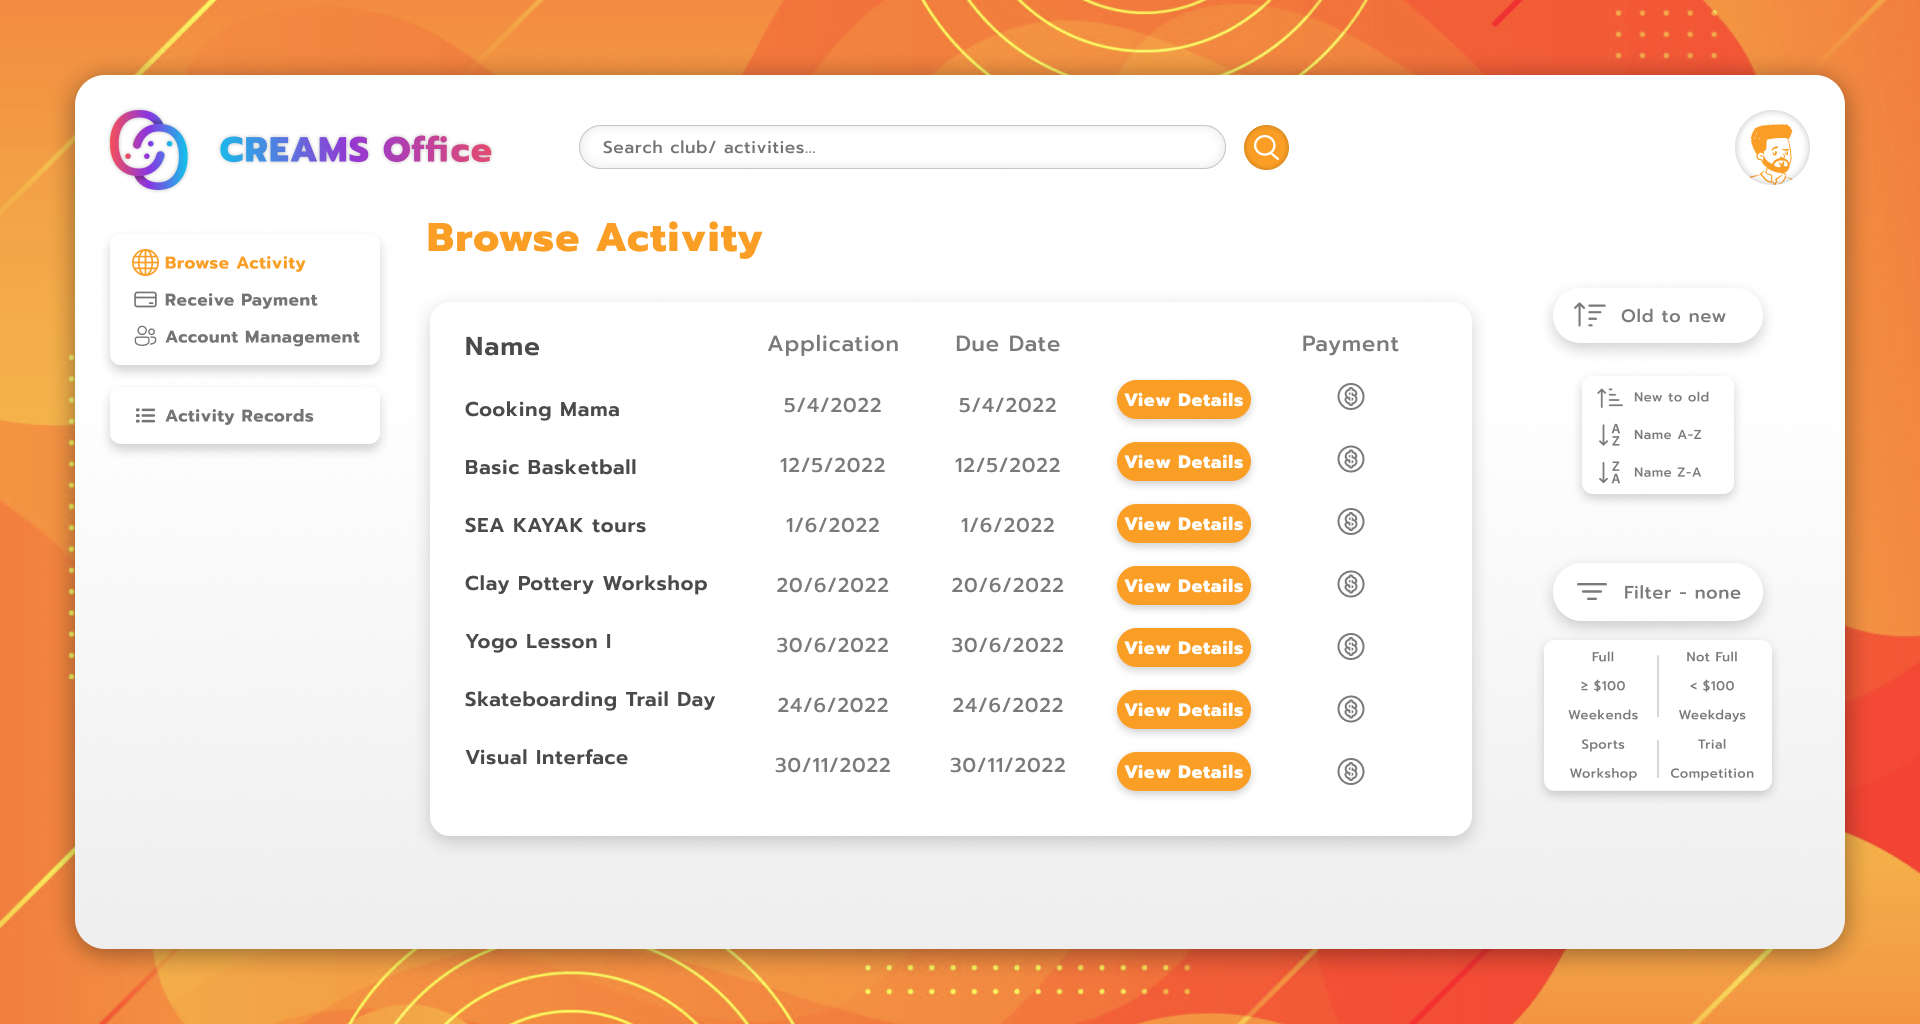 CREAMS Office
Search club/ activities...
Browse Activity
Receive Payment
Account Management
Activity Records
Browse Activity
Name Application Due Date Payment
Cooking Mama 5/4/2022 5/4/2022 View Details
Basic Basketball 12/5/2022 12/5/2022 View Details
SEA KAYAK tours 1/6/2022 1/6/2022 View Details
Clay Pottery Workshop 20/6/2022 20/6/2022 View Details
Yogo Lesson I 30/6/2022 30/6/2022 View Details
Skateboarding Trail Day 24/6/2022 24/6/2022 View Details
Visual Interface 30/11/2022 30/11/2022 View Details
Old to new
New to old
Name A-Z
Name Z-A
Filter - none
Full Not Full
≥ $100 < $100
Weekends Weekdays
Sports Trial
Workshop Competition